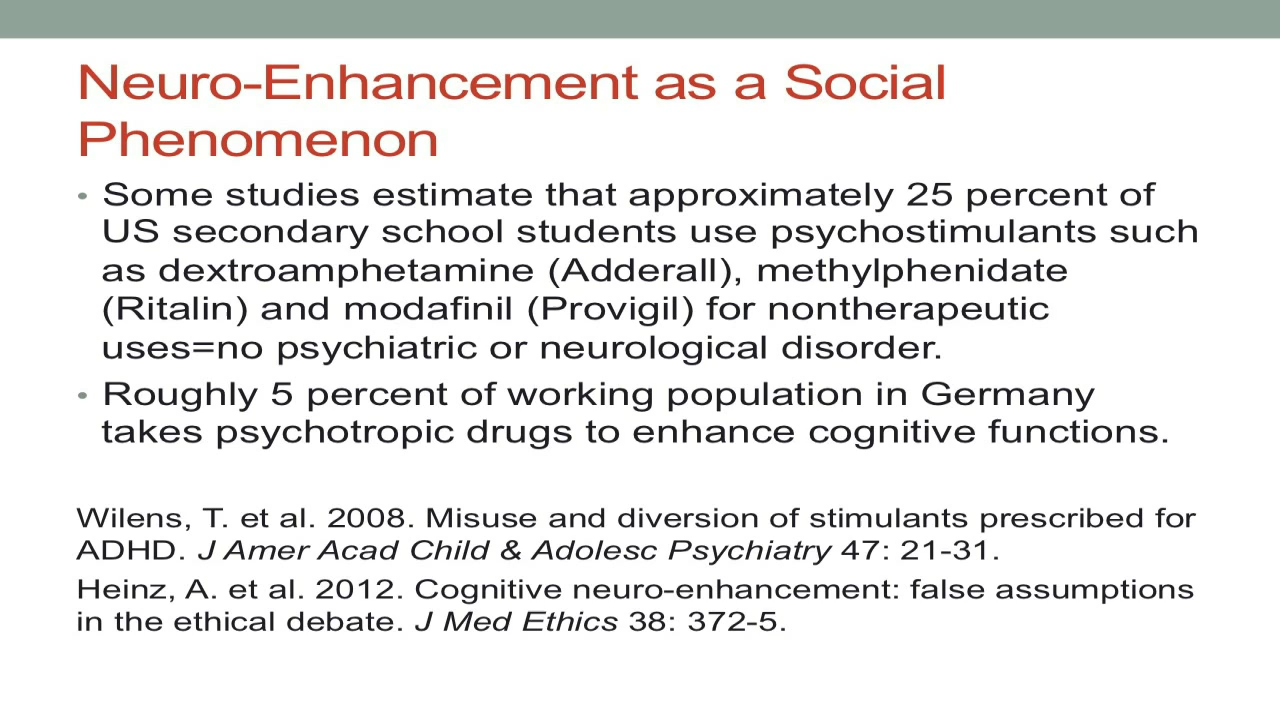 Neuro-Enhancement as a Social
Phenomenon
• Some studies estimate that approximately 25 percent of
US secondary school students use psychostimulants such
as dextroamphetamine (Adderall), methylphenidate
(Ritalin) and modafinil (Provigil) for nontherapeutic
uses=no psychiatric or neurological disorder.
• Roughly 5 percent of working population in Germany
takes psychotropic drugs to enhance cognitive functions.
Wilens, T. et al. 2008. Misuse and diversion of stimulants prescribed for
ADHD. J Amer Acad Child & Adolesc Psychiatry 47: 21-31.
Heinz, A. et al. 2012. Cognitive neuro-enhancement: false assumptions
in the ethical debate. J Med Ethics 38: 372-5.